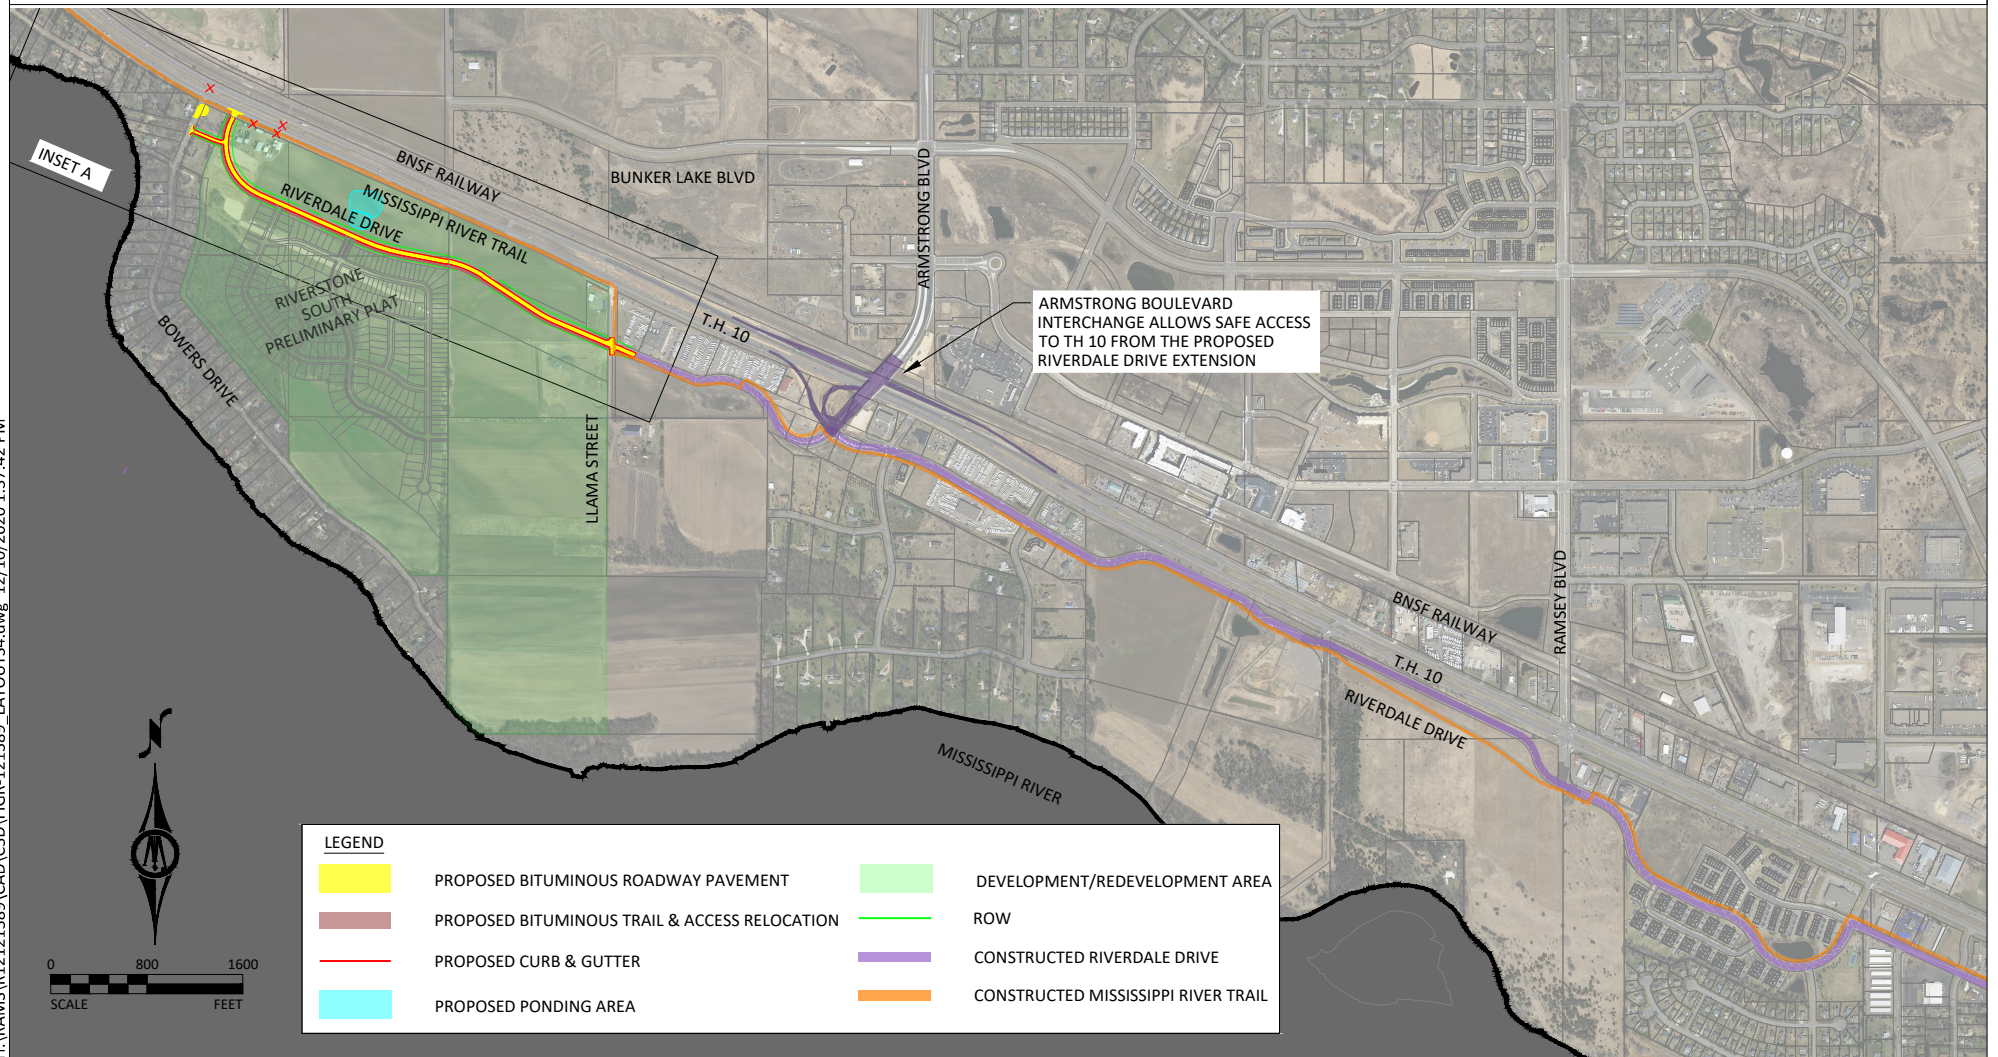 INSET A
BNSF RAILWAY
MISSISSIPPI RIVER TRAIL
RIVERDALE DRIVE
RIVERSTONE
SOUTH
PRELIMINARY PLAT
BOWERS DRIVE
LLAMA STREET
BUNKER LAKE BLVD
ARMSTRONG BLVD
T.H. 10
ARMSTRONG BOULEVARD
INTERCHANGE ALLOWS SAFE ACCESS
TO TH 10 FROM THE PROPOSED
RIVERDALE DRIVE EXTENSION
RAMSEY BLVD
BNSF RAILWAY
T.H. 10
RIVERDALE DRIVE
MISSISSIPPI RIVER
N
0 800 1600
SCALE FEET
LEGEND
PROPOSED BITUMINOUS ROADWAY PAVEMENT
PROPOSED BITUMINOUS TRAIL & ACCESS RELOCATION
PROPOSED CURB & GUTTER
PROPOSED PONDING AREA
DEVELOPMENT/REDEVELOPMENT AREA
ROW
CONSTRUCTED RIVERDALE DRIVE
CONSTRUCTED MISSISSIPPI RIVER TRAIL